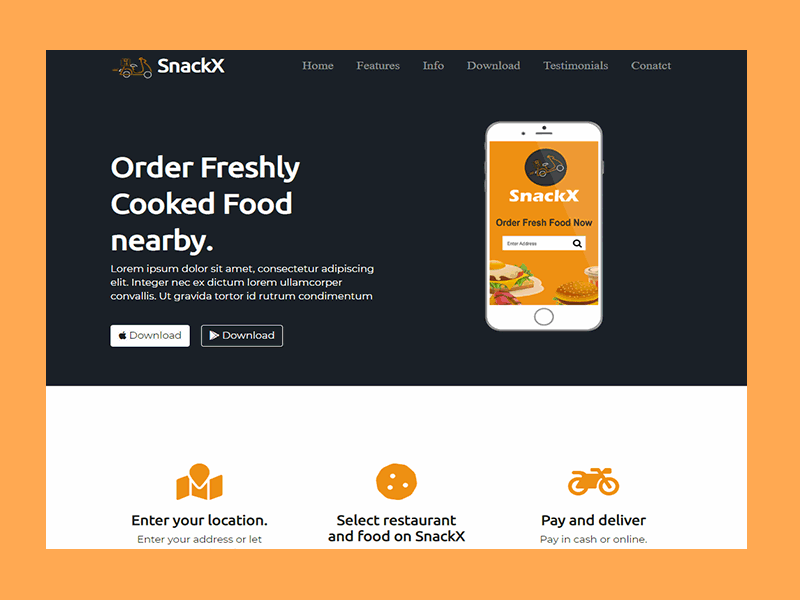 SnackX
Home Features Info Download Testimonials Conatct
Order Freshly
Cooked Food
nearby.
Lorem ipsum dolor sit amet, consectetur adipiscing
elit. Integer nec ex dictum lorem ullamcorper
convallis. Ut gravida tortor id rutrum condimentum
Download Download
SnackX
Order Fresh Food Now
Enter Address
Enter your location.
Enter your address or let
Select restaurant
and food on SnackX
Pay and deliver
Pay in cash or online.